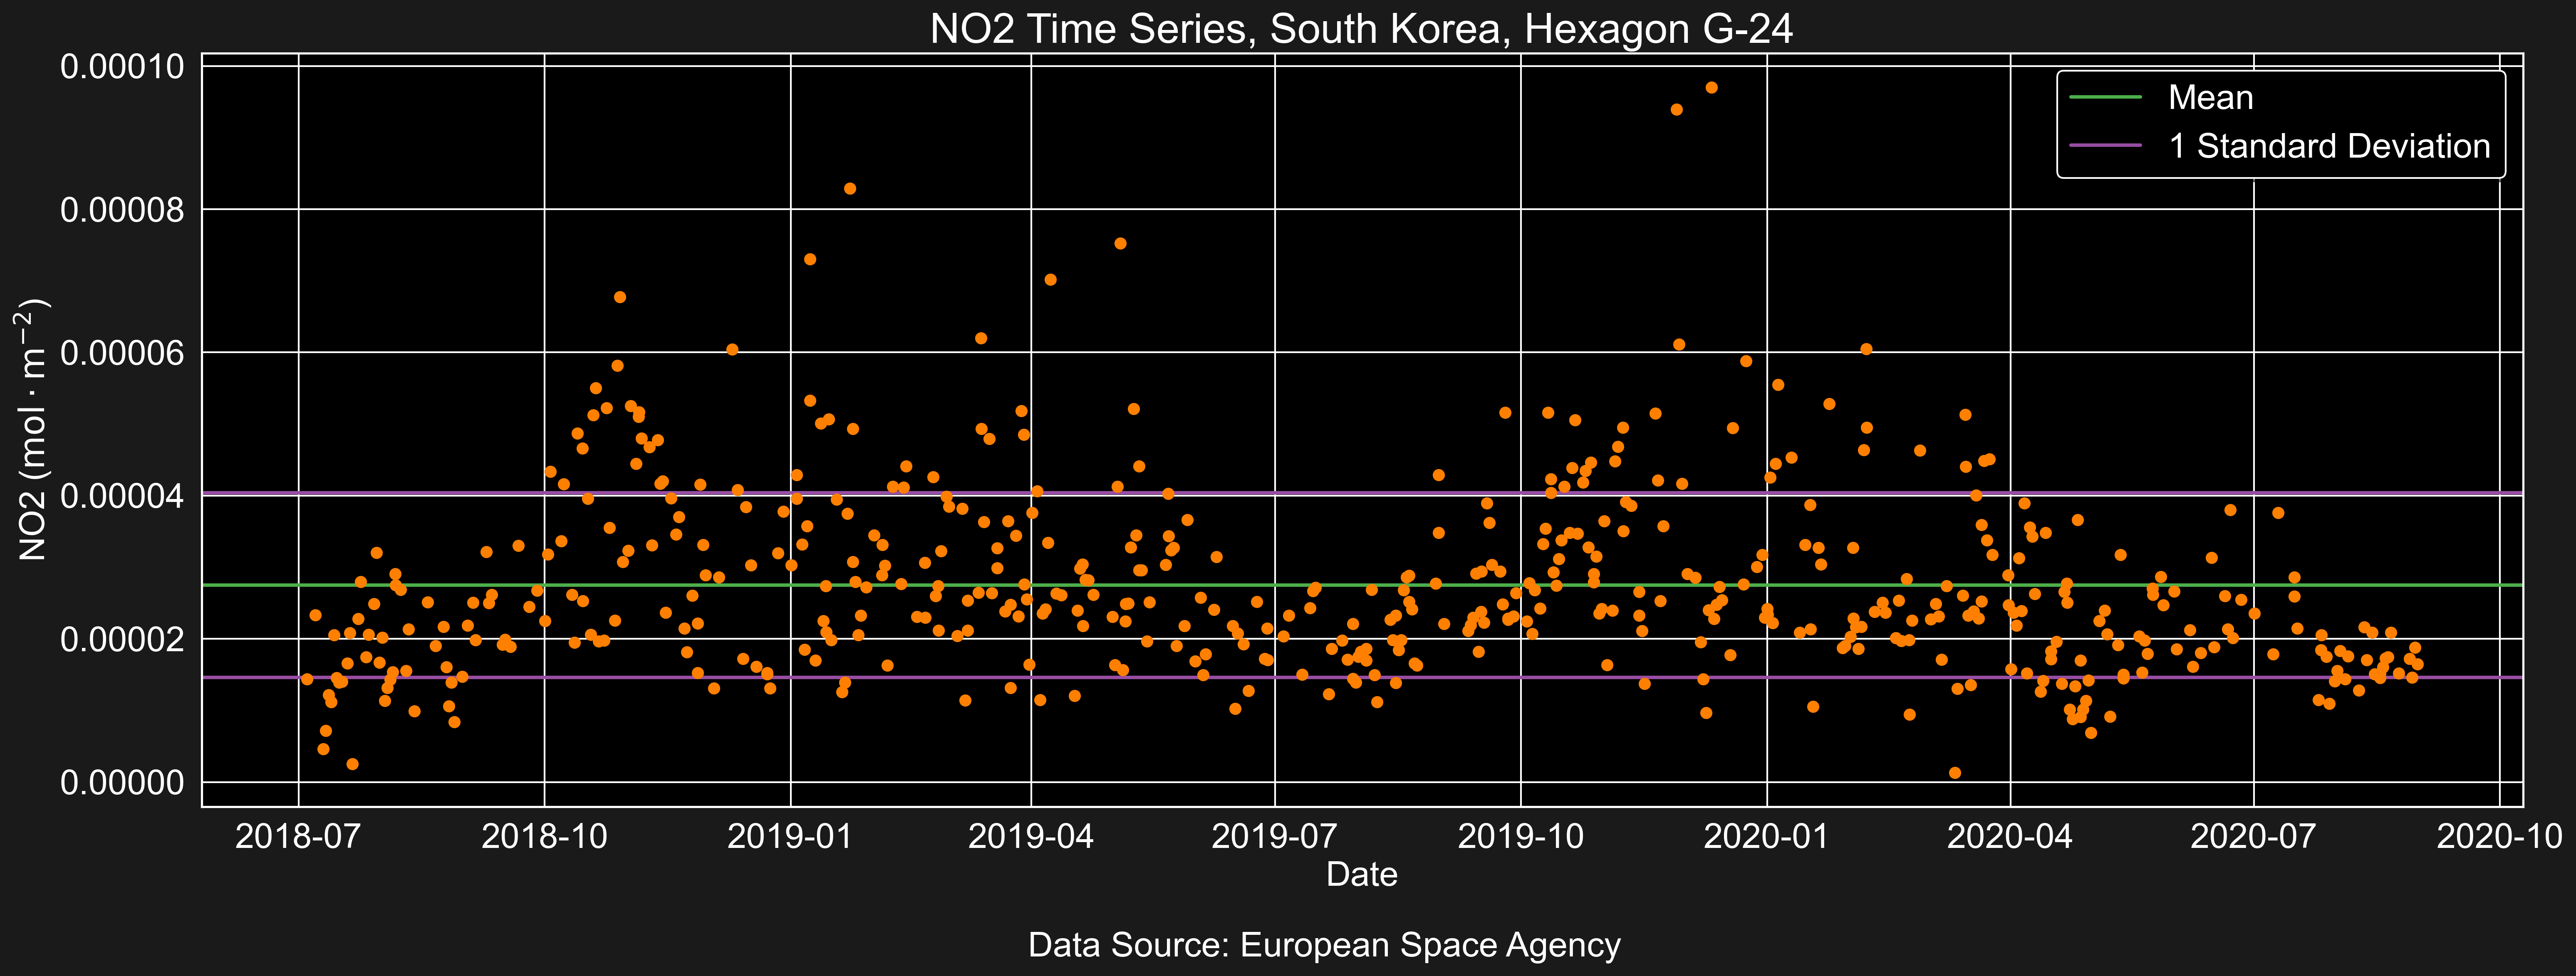 NO2 Time Series, South Korea, Hexagon G-24
0.00010
0.00008
0.00006
0.00004
0.00002
0.00000
NO2 (mol · m⁻²)
Mean
1 Standard Deviation
2018-07 2018-10 2019-01 2019-04 2019-07 2019-10 2020-01 2020-04 2020-07 2020-10
Date
Data Source: European Space Agency